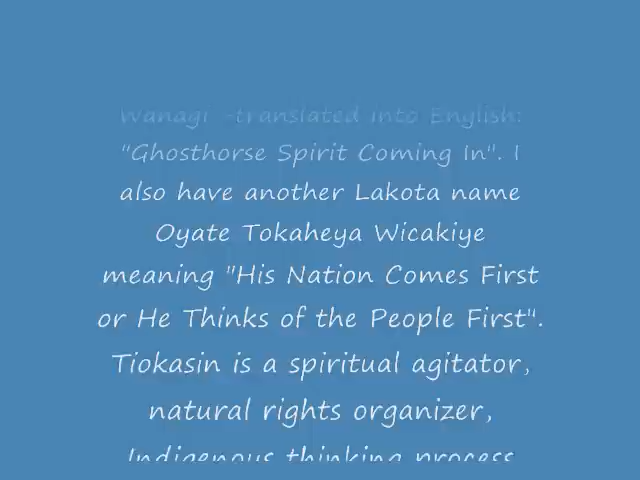 Wanagi -translated into English:
"Ghosthorse Spirit Coming In". I
also have another Lakota name
Oyate Tokaheya Wicakiye
meaning "His Nation Comes First
or He Thinks of the People First".
Tiokasin is a spiritual agitator,
natural rights organizer,
Indigenous thinking process